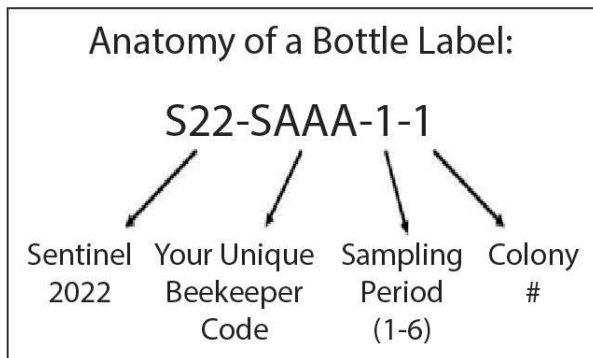 Anatomy of a Bottle Label:
S22-SAAA-1-1
Sentinel
2022
Your Unique
Beekeeper
Code
Sampling
Period
(1-6)
Colony
#